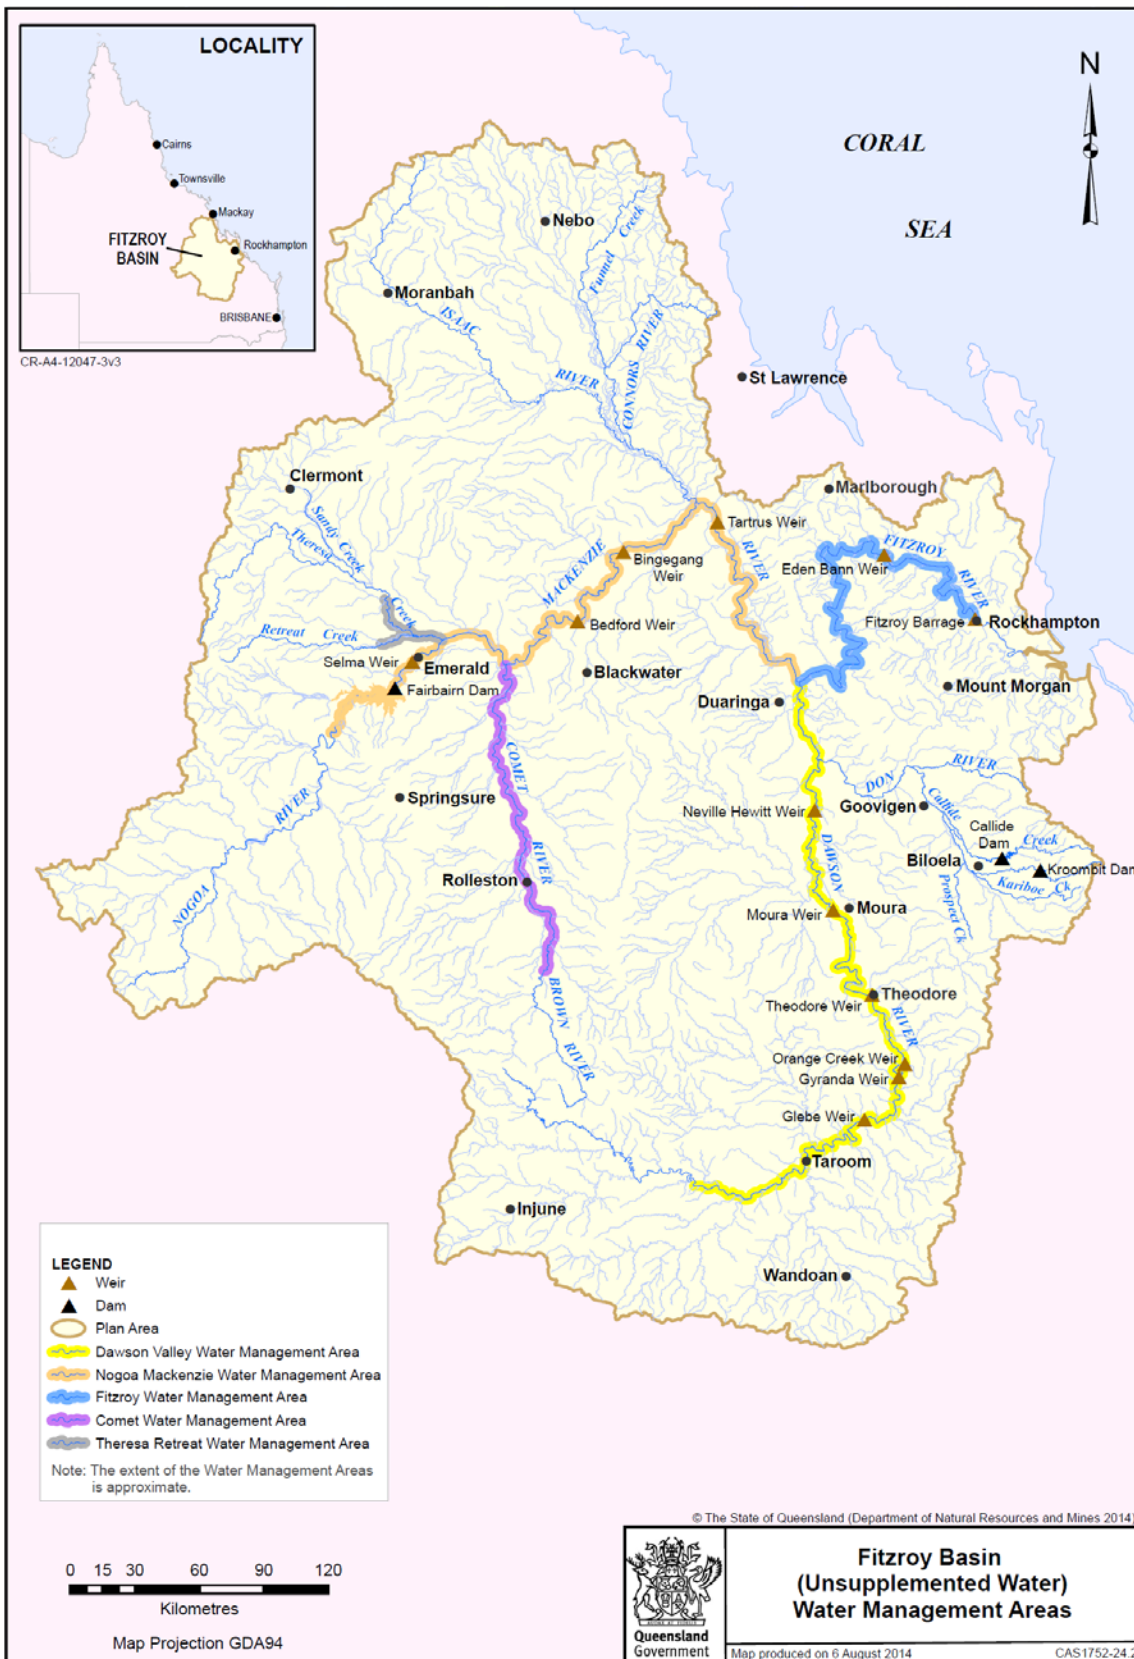 LOCALITY
Cairns
Townsville
Mackay
FITZROY
BASIN
Rockhampton
BRISBANE
CR-A4-12047-3v3
N
CORAL
SEA
Nebo
Funnel Creek
Moranbah
ISAAC
RIVER
CONNORS RIVER
St Lawrence
Clermont
Marlborough
Sandy Creek
Tartrus Weir
Theresa
Creek
MACKENZIE
RIVER
Bingegang
Weir
FITZROY
RIVER
Eden Bann Weir
Bedford Weir
Fitzroy Barrage
Rockhampton
Retreat Creek
Selma Weir
Emerald
Blackwater
Fairbairn Dam
Mount Morgan
Duaringa
COMET
RIVER
DON
RIVER
Springsure
Goovigen
Callide
Creek
Neville Hewitt Weir
Callide
Dam
NOGOA
RIVER
DAWSON
Biloela
Kroombit Dam
Rolleston
Kariboe Ck
Prospect Ck
Moura Weir
Moura
Theodore
Theodore Weir
RIVER
BROWN
RIVER
Orange Creek Weir
Gyranda Weir
Glebe Weir
Taroom
Injune
Wandoan
LEGEND
Weir
Dam
Plan Area
Dawson Valley Water Management Area
Nogoa Mackenzie Water Management Area
Fitzroy Water Management Area
Comet Water Management Area
Theresa Retreat Water Management Area
Note: The extent of the Water Management Areas
is approximate.
© The State of Queensland (Department of Natural Resources and Mines 2014)
0 15 30 60 90 120
Kilometres
Map Projection GDA94
Queensland
Government
Fitzroy Basin
(Unsupplemented Water)
Water Management Areas
Map produced on 6 August 2014
CAS1752-24.2